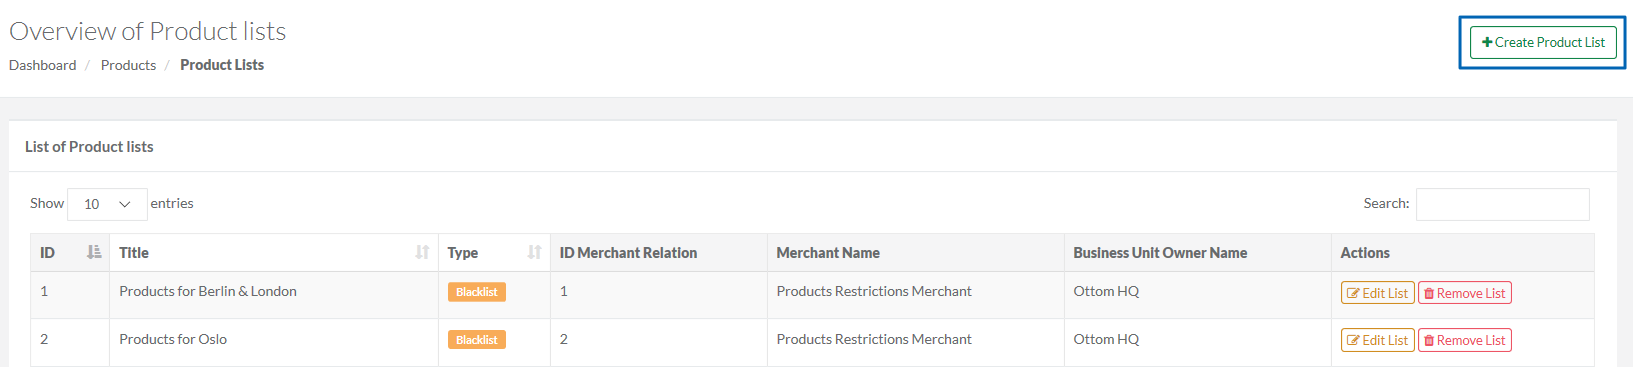 Overview of Product lists
Create Product List
Dashboard / Products / Product Lists
List of Product lists
Show 10 entries Search:
ID Title Type ID Merchant Relation Merchant Name Business Unit Owner Name Actions
1 Products for Berlin & London Blacklist 1 Products Restrictions Merchant Ottom HQ Edit List Remove List
2 Products for Oslo Blacklist 2 Products Restrictions Merchant Ottom HQ Edit List Remove List